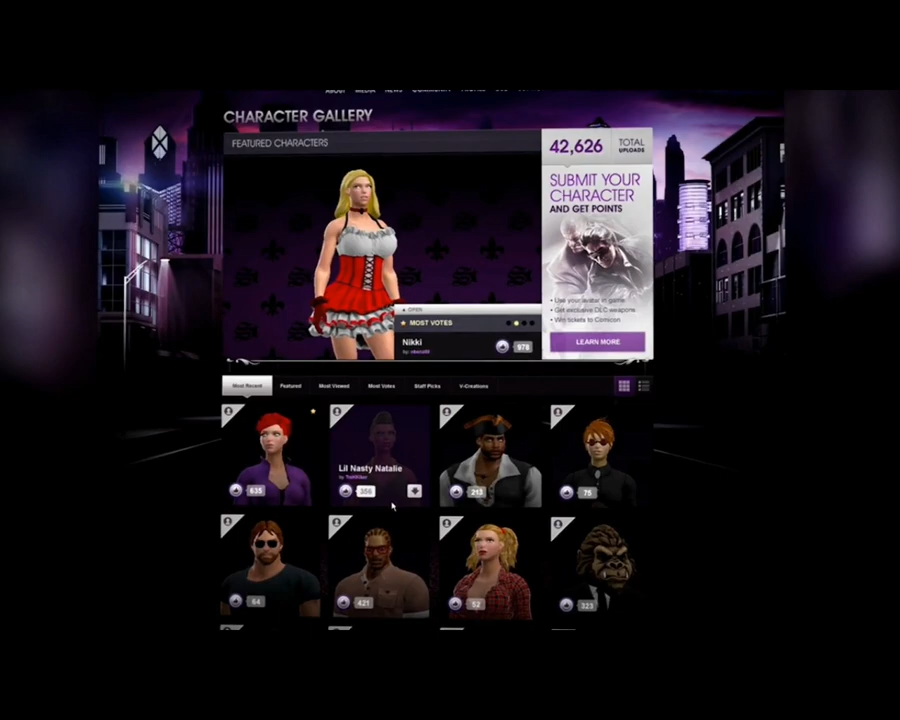 CHARACTER GALLERY
FEATURED CHARACTERS
42,626
TOTAL
UPLOADS
SUBMIT YOUR
CHARACTER
AND GET POINTS
• Use your avatar in game
• Get exclusive DLC weapons
• Win tickets to Comicon
LEARN MORE
OPEN
MOST VOTES
Nikki
978
Most Recent
Featured
Most Viewed
Most Votes
Staff Picks
V-Creations
635
Lil Nasty Natalie
356
213
75
64
421
52
323